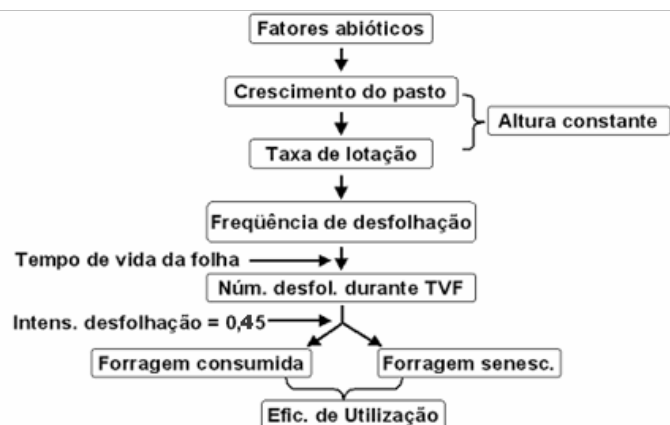 Fatores abióticos
Crescimento do pasto
Altura constante
Taxa de lotação
Freqüência de desfolhação
Tempo de vida da folha
Núm. desfol. durante TVF
Intens. desfolhação = 0,45
Forragem consumida
Forragem senesc.
Efic. de Utilização